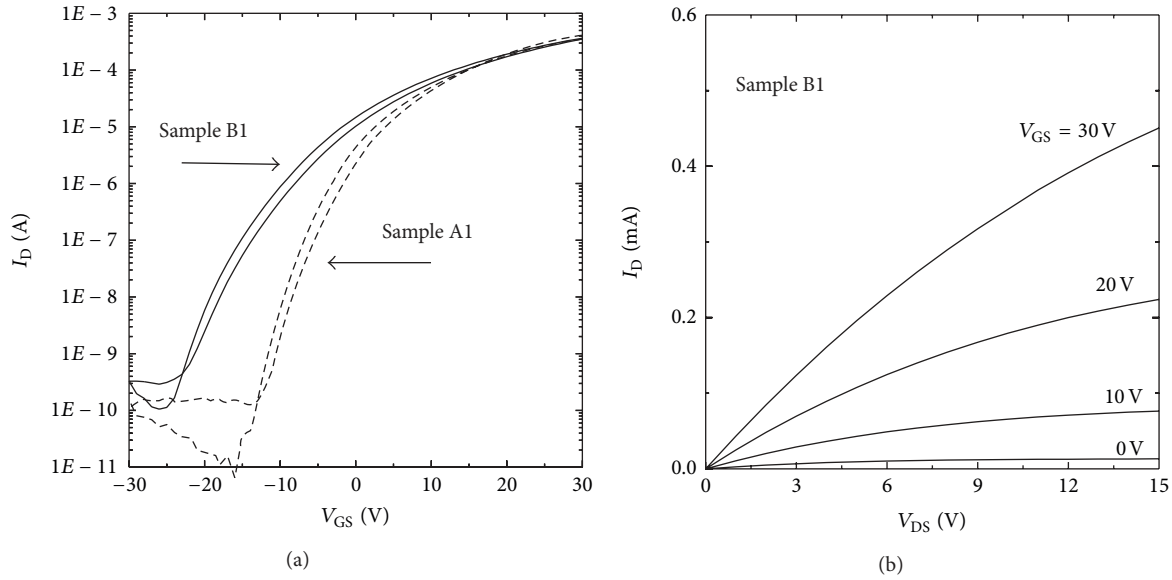 1E − 3
1E − 4
1E − 5
1E − 6
1E − 7
1E − 8
1E − 9
1E − 10
1E − 11
I_D (A)
Sample B1
Sample A1
−30 −20 −10 0 10 20 30
V_GS (V)
(a)
0.6
0.4
0.2
0.0
I_D (mA)
Sample B1
V_GS = 30 V
20 V
10 V
0 V
0 3 6 9 12 15
V_DS (V)
(b)